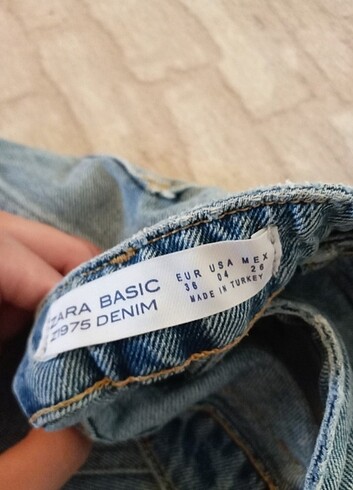 ZARA BASIC
Z1975 DENIM
EUR USA MEX
36 04 26
MADE IN TURKEY